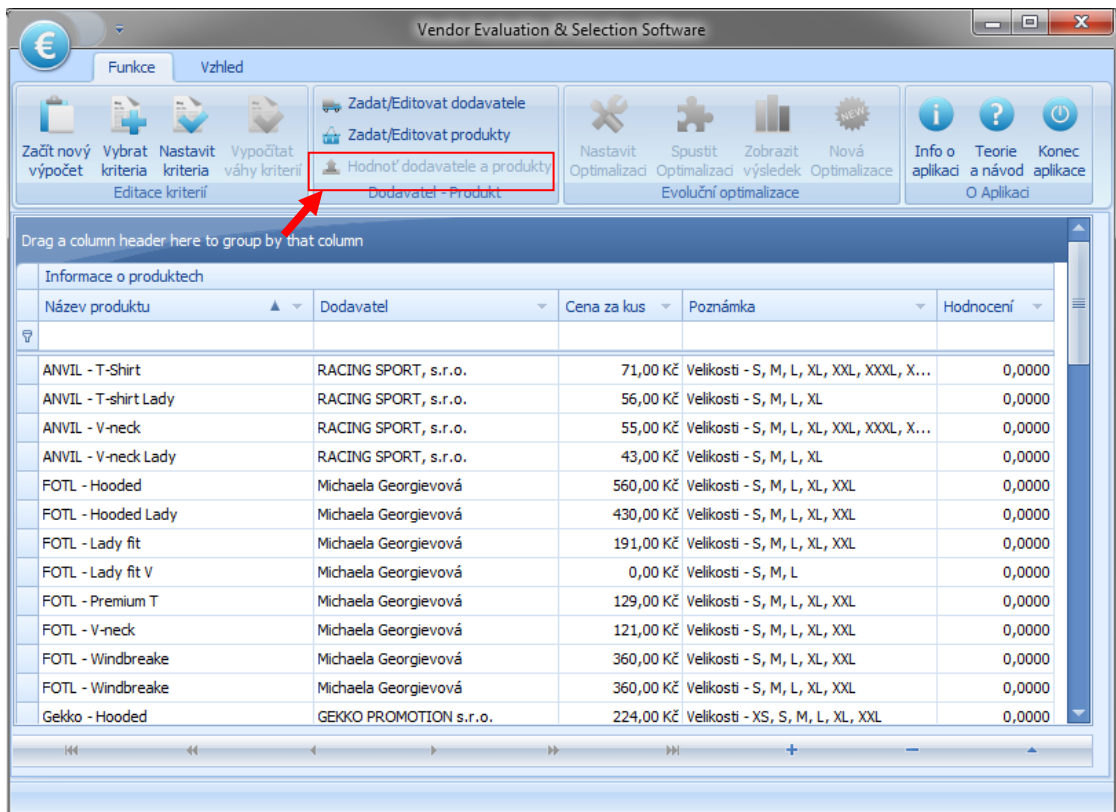 Vendor Evaluation & Selection Software
Funkce Vzhled
Začít nový výpočet
Vybrat kriteria
Nastavit kriteria
Vypočítat váhy kriterií
Editace kriterií
Zadat/Editovat dodavatele
Zadat/Editovat produkty
Hodnoť dodavatele a produkty
Dodavatel - Produkt
Nastavit Optimalizaci
Spustit Optimalizaci
Zobrazit výsledek
NEW
Nová Optimalizace
Evoluční optimalizace
Info o aplikaci
Teorie a návod
Konec aplikace
O Aplikaci
Drag a column header here to group by that column
Informace o produktech
Název produktu Dodavatel Cena za kus Poznámka Hodnocení
ANVIL - T-Shirt RACING SPORT, s.r.o. 71,00 Kč Velikosti - S, M, L, XL, XXL, XXXL, X... 0,0000
ANVIL - T-shirt Lady RACING SPORT, s.r.o. 56,00 Kč Velikosti - S, M, L, XL 0,0000
ANVIL - V-neck RACING SPORT, s.r.o. 55,00 Kč Velikosti - S, M, L, XL, XXL, XXXL, X... 0,0000
ANVIL - V-neck Lady RACING SPORT, s.r.o. 43,00 Kč Velikosti - S, M, L, XL 0,0000
FOTL - Hooded Michaela Georgievová 560,00 Kč Velikosti - S, M, L, XL, XXL 0,0000
FOTL - Hooded Lady Michaela Georgievová 430,00 Kč Velikosti - S, M, L, XL, XXL 0,0000
FOTL - Lady fit Michaela Georgievová 191,00 Kč Velikosti - S, M, L, XL, XXL 0,0000
FOTL - Lady fit V Michaela Georgievová 0,00 Kč Velikosti - S, M, L 0,0000
FOTL - Premium T Michaela Georgievová 129,00 Kč Velikosti - S, M, L, XL, XXL 0,0000
FOTL - V-neck Michaela Georgievová 121,00 Kč Velikosti - S, M, L, XL, XXL 0,0000
FOTL - Windbreake Michaela Georgievová 360,00 Kč Velikosti - S, M, L, XL, XXL 0,0000
FOTL - Windbreake Michaela Georgievová 360,00 Kč Velikosti - S, M, L, XL, XXL 0,0000
Gekko - Hooded GEKKO PROMOTION s.r.o. 224,00 Kč Velikosti - XS, S, M, L, XL, XXL 0,0000